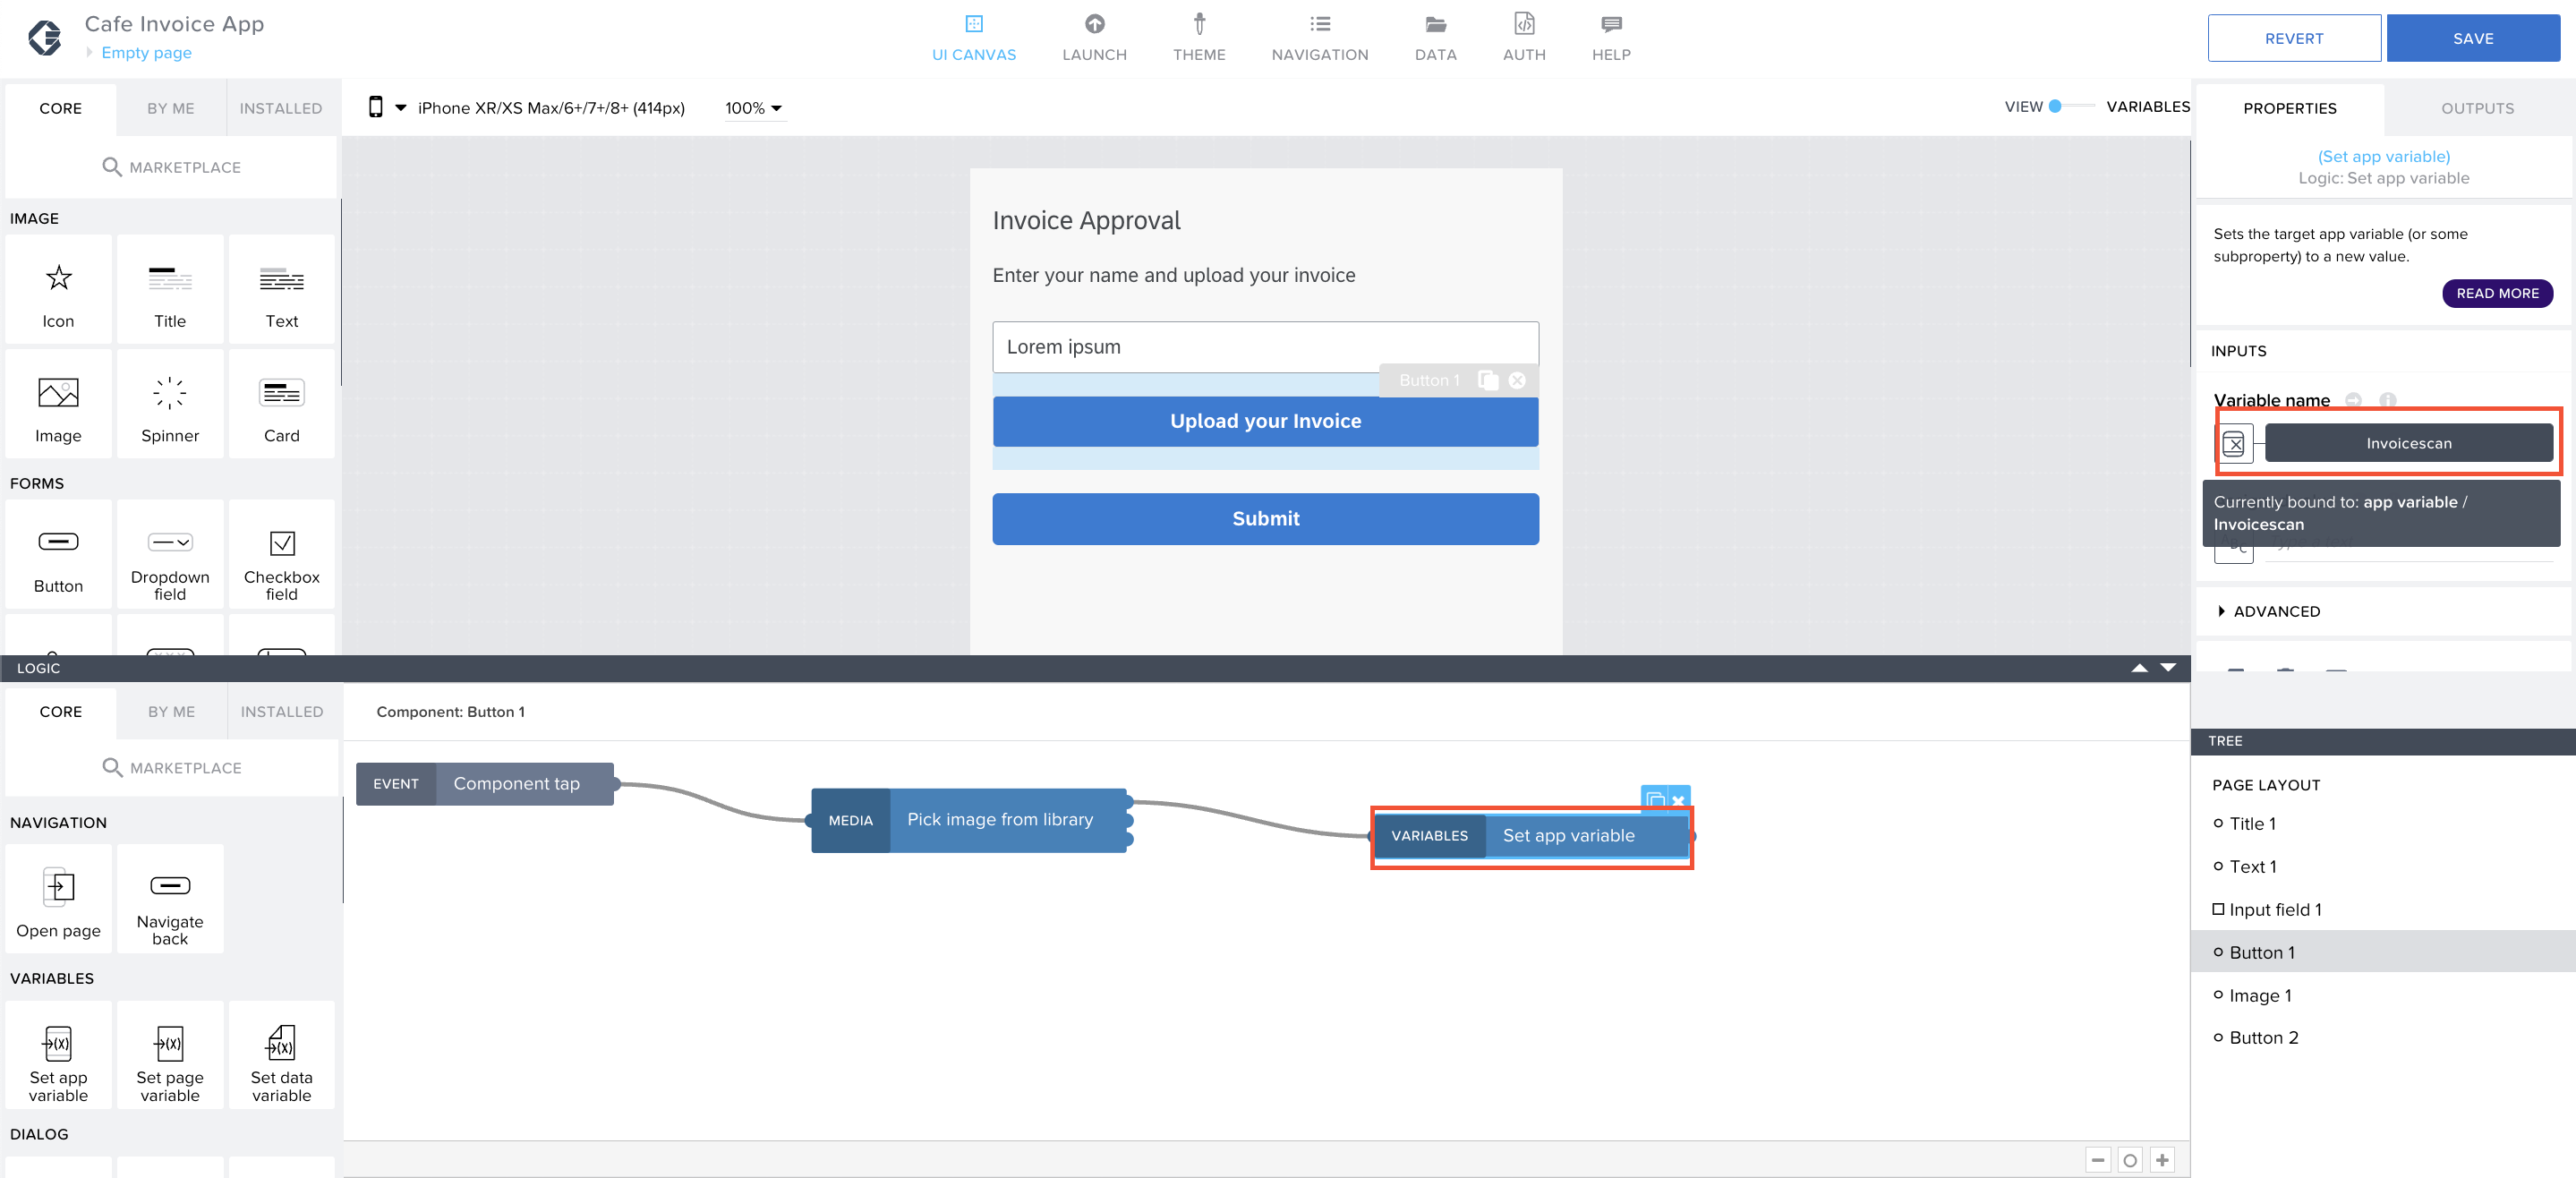 Cafe Invoice App
Empty page
UI CANVAS
LAUNCH
THEME
NAVIGATION
DATA
AUTH
HELP
REVERT
SAVE
CORE
BY ME
INSTALLED
MARKETPLACE
iPhone XR/XS Max/6+/7+/8+ (414px)
100%
VIEW
VARIABLES
PROPERTIES
OUTPUTS
(Set app variable)
Logic: Set app variable
Sets the target app variable (or some
subproperty) to a new value.
READ MORE
INPUTS
Variable name
Invoicescan
Currently bound to: app variable /
Invoicescan
ADVANCED
IMAGE
Icon
Title
Text
Image
Spinner
Card
FORMS
Button
Dropdown
field
Checkbox
field
Invoice Approval
Enter your name and upload your invoice
Lorem ipsum
Button 1
Upload your Invoice
Submit
LOGIC
CORE
BY ME
INSTALLED
MARKETPLACE
NAVIGATION
Open page
Navigate
back
VARIABLES
Set app
variable
Set page
variable
Set data
variable
DIALOG
Component: Button 1
EVENT
Component tap
MEDIA
Pick image from library
VARIABLES
Set app variable
TREE
PAGE LAYOUT
Title 1
Text 1
Input field 1
Button 1
Image 1
Button 2